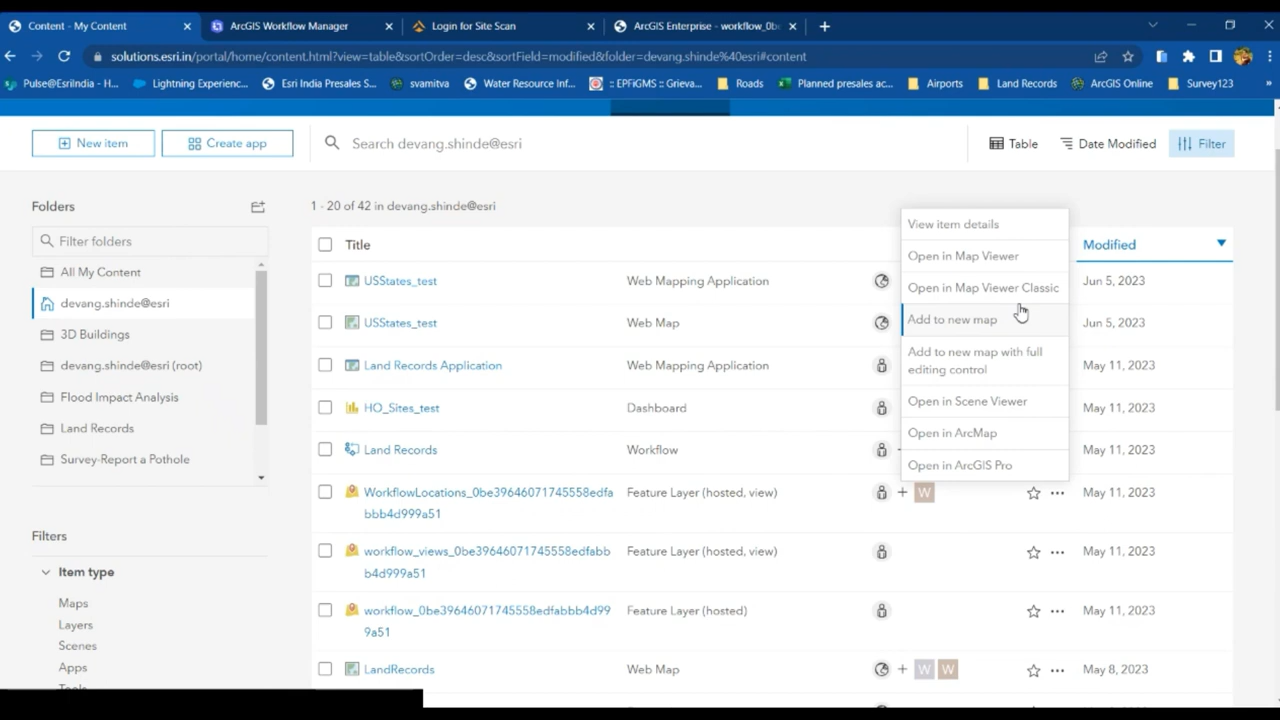 Content - My Content
ArcGIS Workflow Manager
Login for Site Scan
ArcGIS Enterprise - workflow_0be
solutions.esri.in/portal/home/content.html?view=table&sortOrder=desc&sortField=modified&folder=devang.shinde%40esri#content
Pulse@EsriIndia - H...
Lightning Experienc...
Esri India Presales S...
svamitva
Water Resource Inf...
:: EPFiGMS :: Grieva...
Roads
Planned presales ac...
Airports
Land Records
ArcGIS Online
Survey123
»
New item
Create app
Search devang.shinde@esri
Table
Date Modified
Filter
Folders
Filter folders
All My Content
devang.shinde@esri
3D Buildings
devang.shinde@esri (root)
Flood Impact Analysis
Land Records
Survey-Report a Pothole
Filters
Item type
Maps
Layers
Scenes
Apps
Tools
1 - 20 of 42 in devang.shinde@esri
Title
Modified
USStates_test Web Mapping Application Jun 5, 2023
USStates_test Web Map Jun 5, 2023
Land Records Application Web Mapping Application May 11, 2023
HO_Sites_test Dashboard May 11, 2023
Land Records Workflow May 11, 2023
WorkflowLocations_0be39646071745558edfa Feature Layer (hosted, view) W May 11, 2023
bbb4d999a51
workflow_views_0be39646071745558edfabb Feature Layer (hosted, view) May 11, 2023
b4d999a51
workflow_0be39646071745558edfabbb4d99 Feature Layer (hosted) May 11, 2023
9a51
LandRecords Web Map W W May 8, 2023
View item details
Open in Map Viewer
Open in Map Viewer Classic
Add to new map
Add to new map with full
editing control
Open in Scene Viewer
Open in ArcMap
Open in ArcGIS Pro